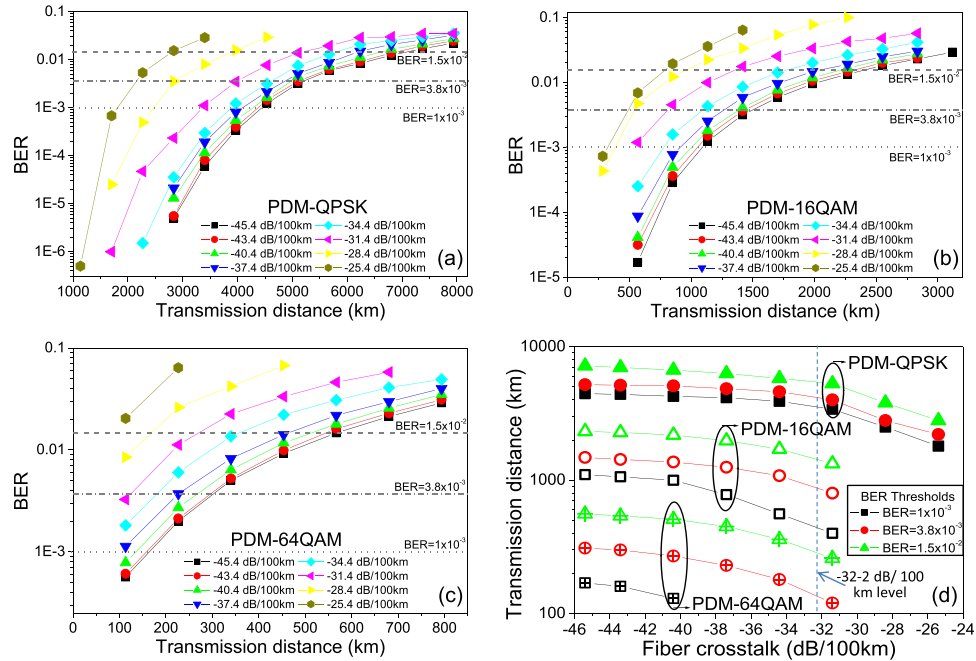 0.1
0.01
1E-3
1E-4
1E-5
1E-6
BER
BER=1.5x10-2
BER=3.8x10-3
BER=1x10-3
PDM-QPSK
-45.4 dB/100km -34.4 dB/100km
-43.4 dB/100km -31.4 dB/100km
-40.4 dB/100km -28.4 dB/100km
-37.4 dB/100km -25.4 dB/100km
(a)
1000 2000 3000 4000 5000 6000 7000 8000
Transmission distance (km)
0.1
0.01
1E-3
1E-4
1E-5
BER
BER=1.5x10-2
BER=3.8x10-3
BER=1x10-3
PDM-16QAM
-45.4 dB/100km -34.4 dB/100km
-43.4 dB/100km -31.4 dB/100km
-40.4 dB/100km -28.4 dB/100km
-37.4 dB/100km -25.4 dB/100km
(b)
0 500 1000 1500 2000 2500 3000
Transmission distance (km)
0.1
0.01
1E-3
BER
BER=1.5x10-2
BER=3.8x10-3
BER=1x10-3
PDM-64QAM
-45.4 dB/100km -34.4 dB/100km
-43.4 dB/100km -31.4 dB/100km
-40.4 dB/100km -28.4 dB/100km
-37.4 dB/100km -25.4 dB/100km
(c)
0 100 200 300 400 500 600 700 800
Transmission distance (km)
10000
1000
100
Transmission distance (km)
PDM-QPSK
PDM-16QAM
PDM-64QAM
BER Thresholds
BER=1x10-3
BER=3.8x10-3
BER=1.5x10-2
-32-2 dB/ 100
km level
(d)
-46 -44 -42 -40 -38 -36 -34 -32 -30 -28 -26 -24
Fiber crosstalk (dB/100km)